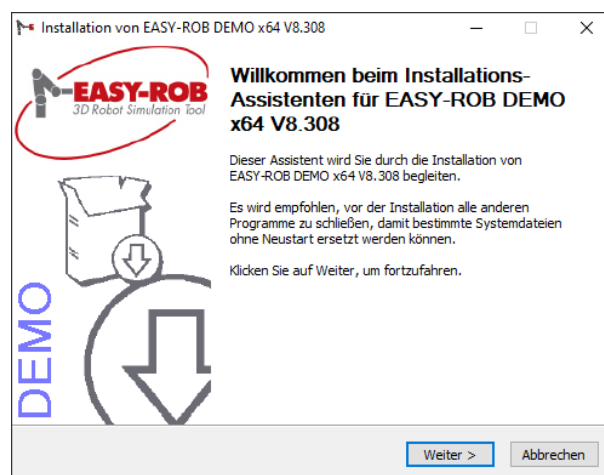 Installation von EASY-ROB DEMO x64 V8.308
EASY-ROB
3D Robot Simulation Tool
Willkommen beim Installations-
Assistenten für EASY-ROB DEMO
x64 V8.308
Dieser Assistent wird Sie durch die Installation von
EASY-ROB DEMO x64 V8.308 begleiten.
Es wird empfohlen, vor der Installation alle anderen
Programme zu schließen, damit bestimmte Systemdateien
ohne Neustart ersetzt werden können.
Klicken Sie auf Weiter, um fortzufahren.
DEMO
Weiter >
Abbrechen